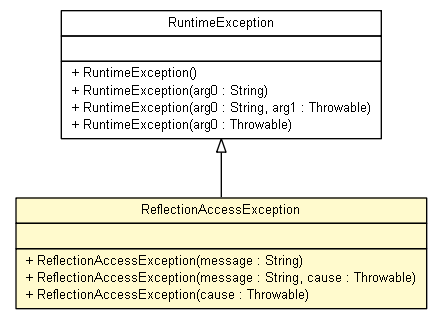 RuntimeException
+ RuntimeException()
+ RuntimeException(arg0 : String)
+ RuntimeException(arg0 : String, arg1 : Throwable)
+ RuntimeException(arg0 : Throwable)
ReflectionAccessException
+ ReflectionAccessException(message : String)
+ ReflectionAccessException(message : String, cause : Throwable)
+ ReflectionAccessException(cause : Throwable)